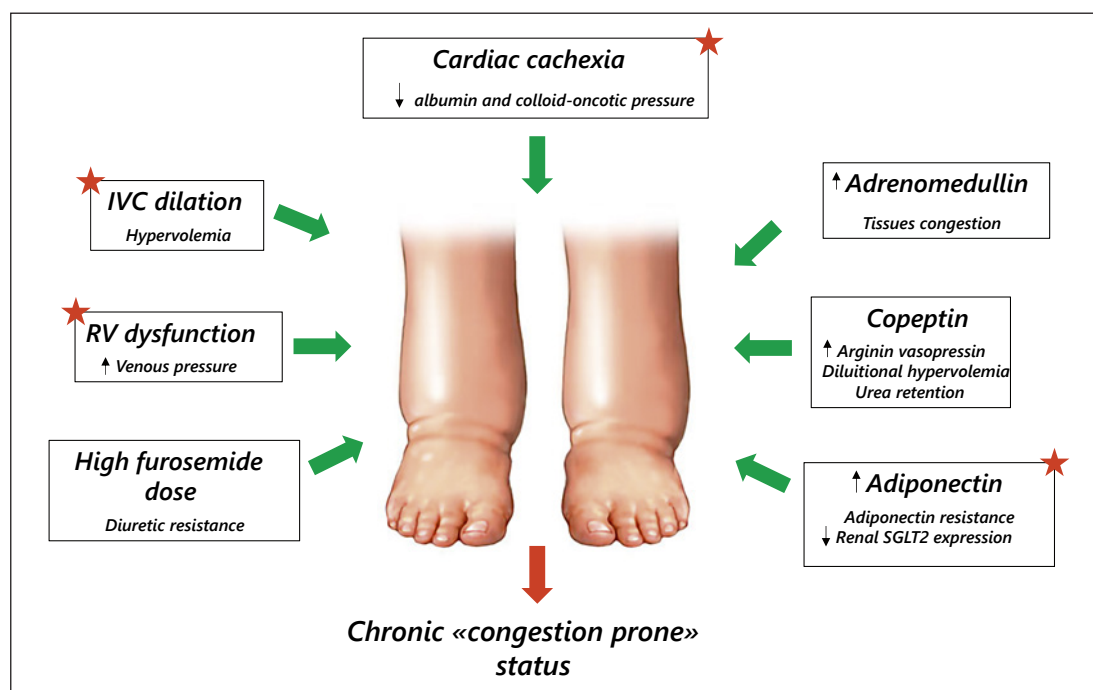 Cardiac cachexia
↓ albumin and colloid-oncotic pressure
IVC dilation
Hypervolemia
↑ Adrenomedullin
Tissues congestion
RV dysfunction
↑ Venous pressure
Copeptin
↑ Arginin vasopressin
Diluitional hypervolemia
Urea retention
High furosemide
dose
Diuretic resistance
↑ Adiponectin
Adiponectin resistance
↓ Renal SGLT2 expression
Chronic «congestion prone»
status